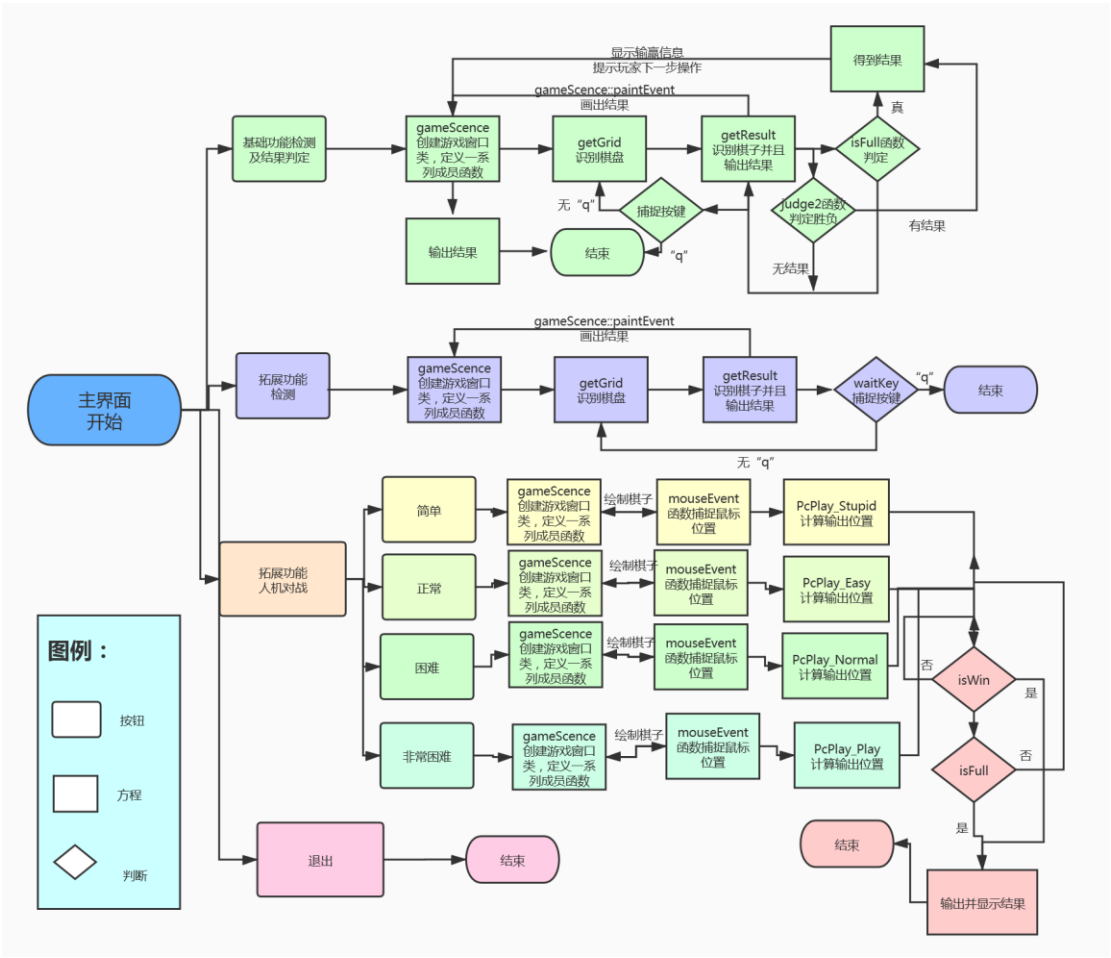 显示输赢信息
提示玩家下一步操作
得到结果
gameScence::paintEvent
画出结果
真
基础功能检测
及结果判定
gameScence
创建游戏窗口
类，定义一系
列成员函数
getGrid
识别棋盘
getResult
识别棋子并且
输出结果
isFull函数
判定
无“q”
捕捉按键
judge2函数
判定胜负
有结果
输出结果
结束
“q”
无结果
gameScence::paintEvent
画出结果
拓展功能
检测
gameScence
创建游戏窗口
类，定义一系
列成员函数
getGrid
识别棋盘
getResult
识别棋子并且
输出结果
waitKey
捕捉按键
“q”
结束
无“q”
主界面
开始
简单
gameScence
创建游戏窗口
类，定义一系
列成员函数
绘制棋子
mouseEvent
函数捕捉鼠标
位置
PcPlay_Stupid
计算输出位置
拓展功能
人机对战
正常
gameScence
创建游戏窗口
类，定义一系
列成员函数
绘制棋子
mouseEvent
函数捕捉鼠标
位置
PcPlay_Easy
计算输出位置
困难
gameScence
创建游戏窗口
类，定义一系
列成员函数
绘制棋子
mouseEvent
函数捕捉鼠标
位置
PcPlay_Normal
计算输出位置
否
isWin
是
非常困难
gameScence
创建游戏窗口
类，定义一系
列成员函数
绘制棋子
mouseEvent
函数捕捉鼠标
位置
PcPlay_Play
计算输出位置
isFull
否
是
结束
输出并显示结果
退出
结束
图例：
按钮
方程
判断